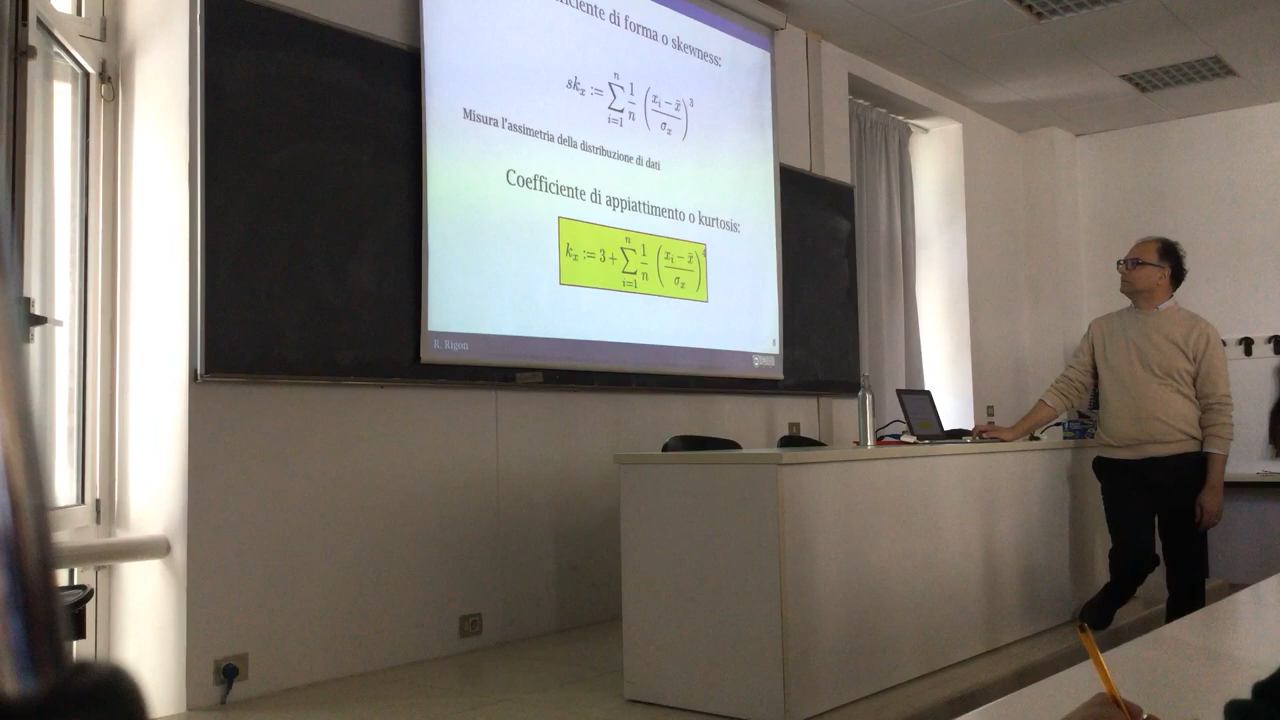 di forma o skewness:
$sk_x := \sum_{i=1}^{n} \frac{1}{n} \left( \frac{x_i - \bar{x}}{\sigma_x} \right)^3$
Misura l'assimetria della distribuzione di dati
Coefficiente di appiattimento o kurtosis:
$k_x := 3 + \sum_{i=1}^{n} \frac{1}{n} \left( \frac{x_i - \bar{x}}{\sigma_x} \right)^4$
R. Rigon
8